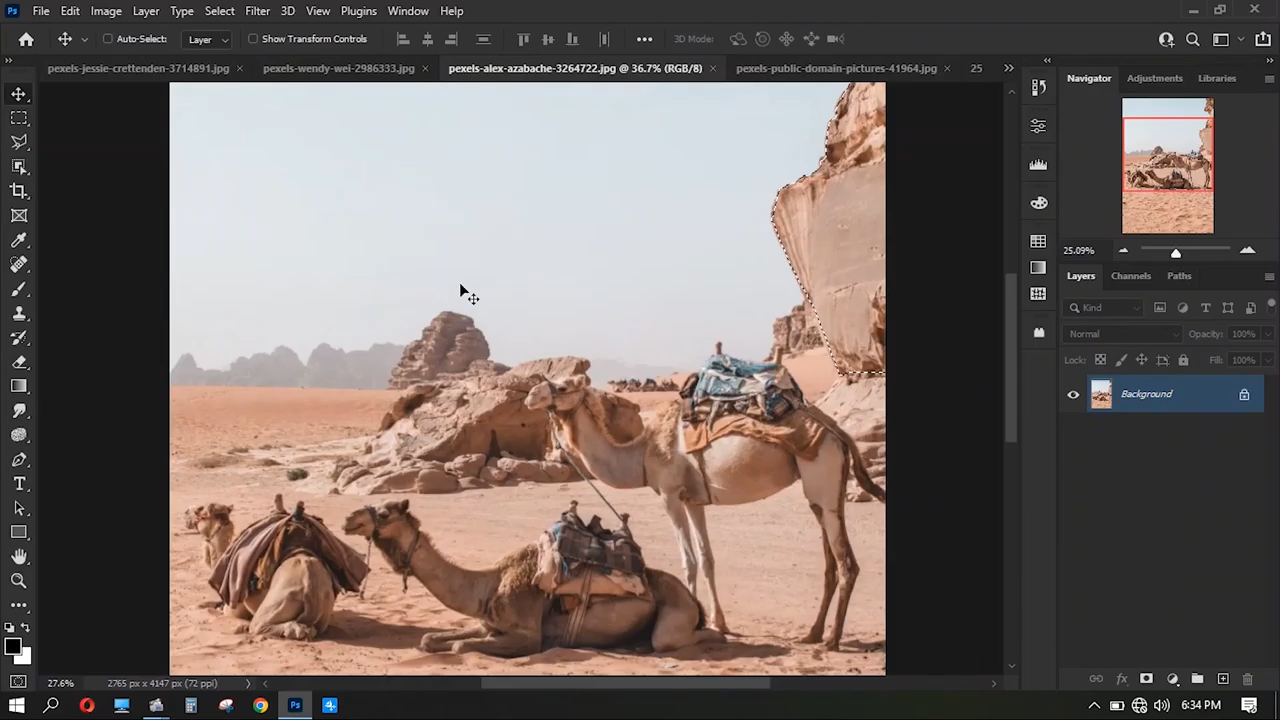 Ps File Edit Image Layer Type Select Filter 3D View Plugins Window Help
Auto-Select: Layer Show Transform Controls 3D Mode:
pexels-jessie-crettenden-3714891.jpg × pexels-wendy-wei-2986333.jpg × pexels-alex-azabache-3264722.jpg @ 36.7% (RGB/8) × pexels-public-domain-pictures-41964.jpg × 25 »
Navigator Adjustments Libraries
25.09%
Layers Channels Paths
Kind
Normal Opacity: 100%
Lock: Fill: 100%
Background
27.6% 2765 px x 4147 px (72 ppi)
Ps 6:34 PM